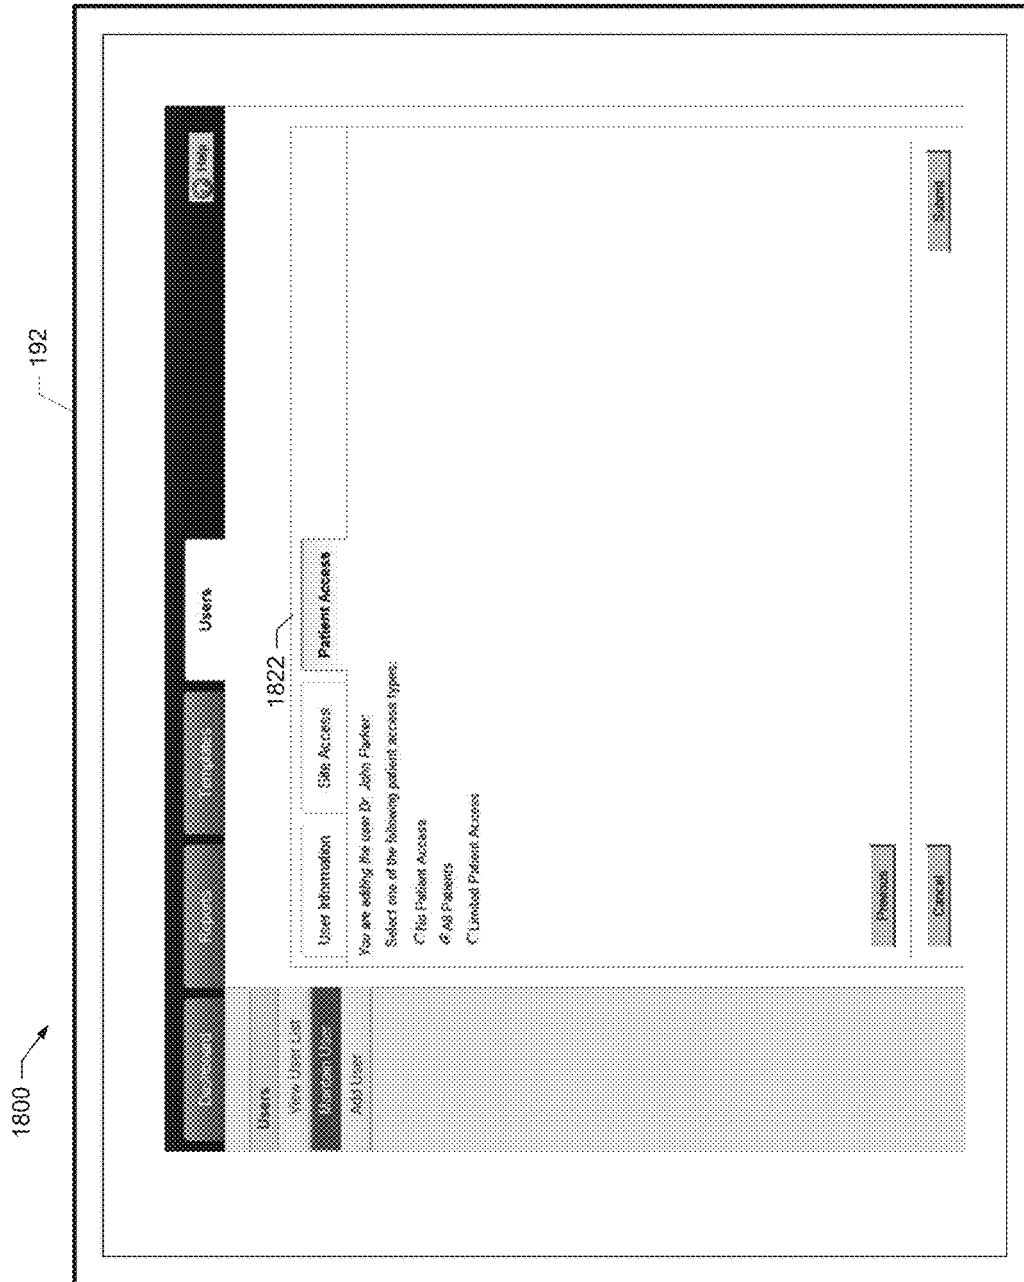 1800
192
Help
Users
Users
View User List
Add User
1822
User Information
Site Access
Patient Access
You are editing the user Dr. John Parker.
Select one of the following patient access types:
No Patient Access
All Patients
Limited Patient Access
Previous
Cancel
Submit